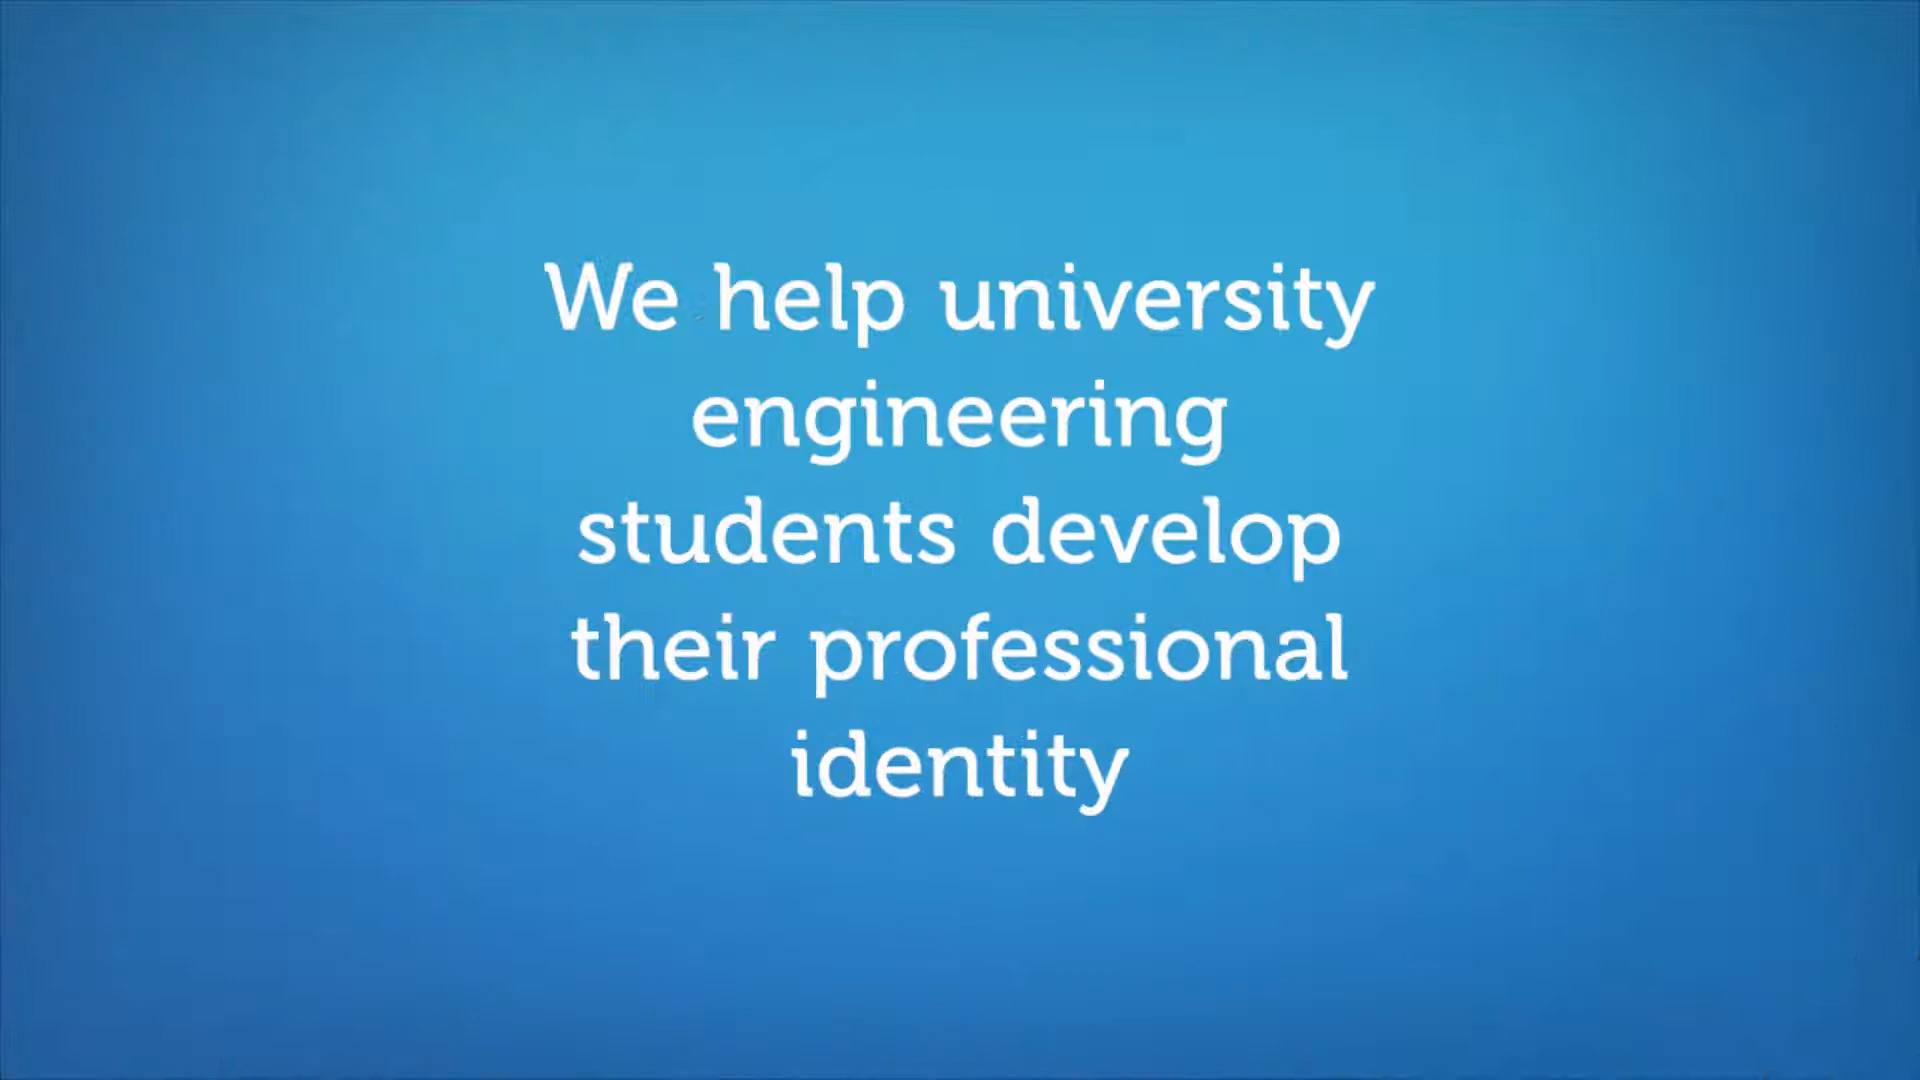 We help university
engineering
students develop
their professional
identity